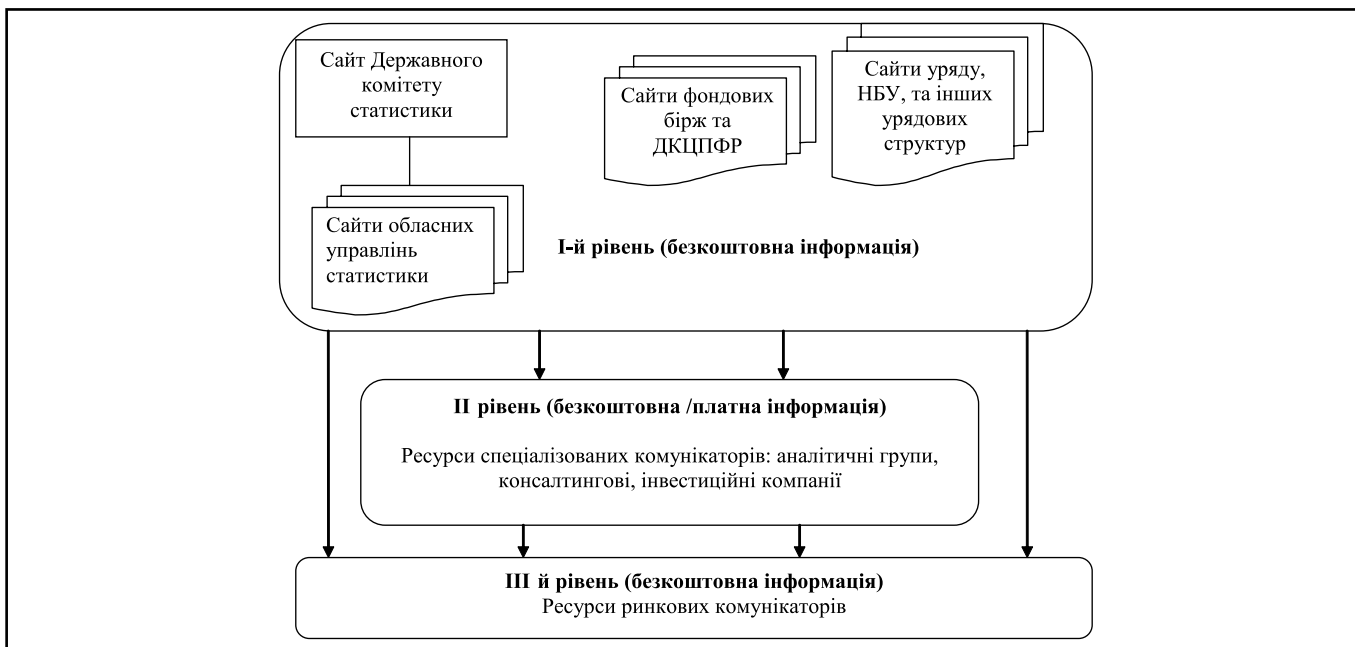 Сайт Державного
комітету
статистики
Сайти фондових
бірж та
ДКЦПФР
Сайти уряду,
НБУ, та інших
урядових
структур
Сайти обласних
управлінь
статистики
I-й рівень (безкоштовна інформація)
II рівень (безкоштовна /платна інформація)
Ресурси спеціалізованих комунікаторів: аналітичні групи,
консалтингові, інвестиційні компанії
III й рівень (безкоштовна інформація)
Ресурси ринкових комунікаторів